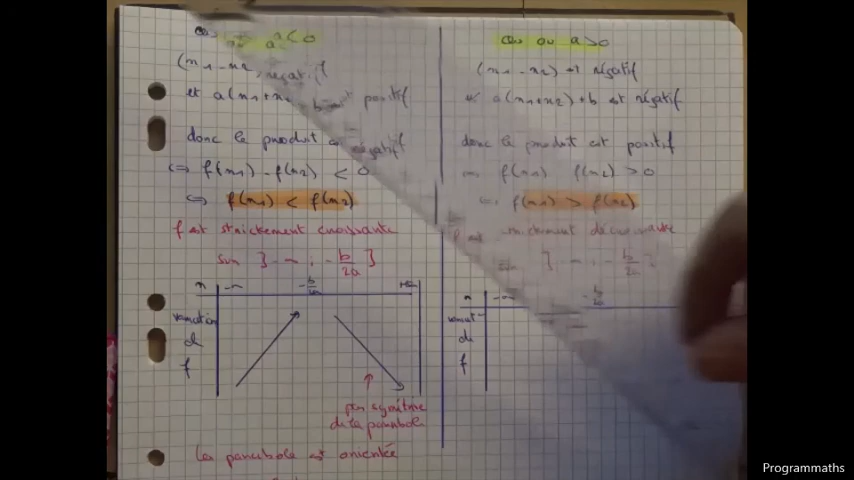 a < 0
(x1 - x2) négatif
et a(x1+x2) + b est positif
donc le produit est négatif
⇔ f(x1) - f(x2) < 0
⇔ f(x1) < f(x2)
f est strictement croissante
sur ]-∞ ; -b/2a ]
x -∞ -b/2a +∞
variation
de
f
par symétrie
de la parabole
La parabole est orientée
cas où a > 0
(x1 - x2) est négatif
et a(x1+x2) + b est négatif
donc le produit est positif
f(x1) f(x2) > 0
f(x1) > f(x2)
f est strictement décroissante
sur ]-∞ ; -b/2a ]
x -∞ -b/2a
variat°
de
f
Programmaths